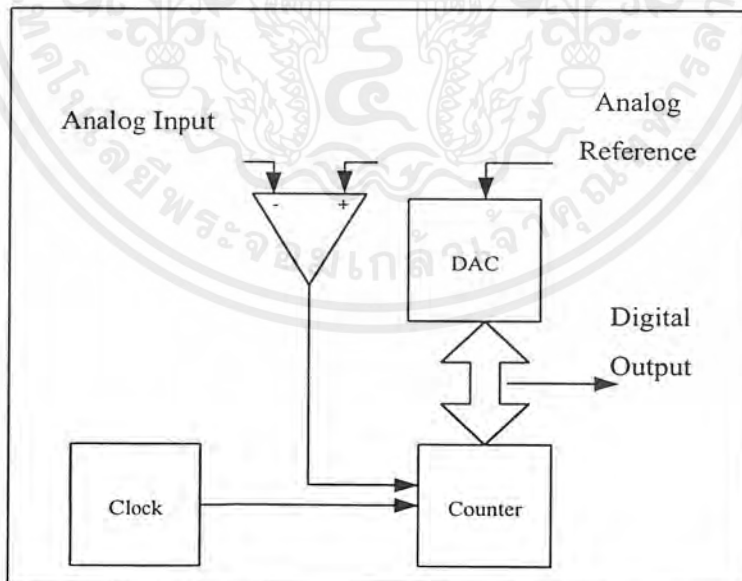 Analog Input
Analog
Reference
- +
DAC
Digital
Output
Clock
Counter